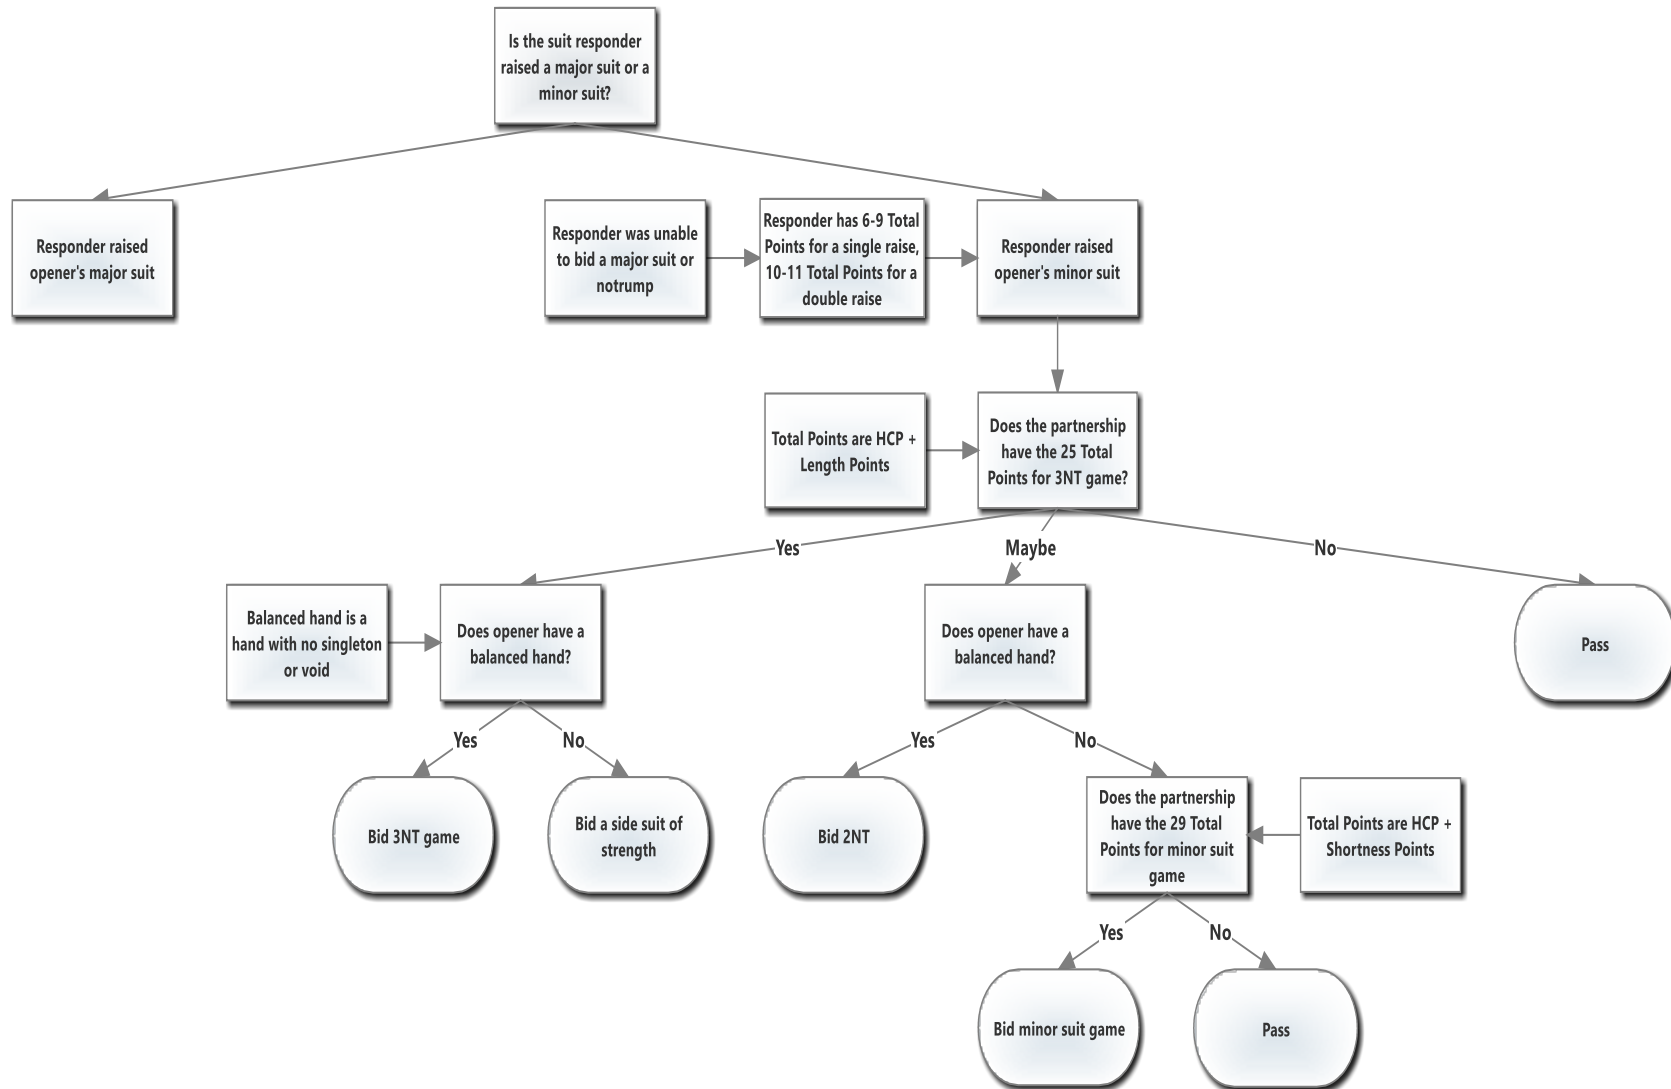 Is the suit responder
raised a major suit or a
minor suit?
Responder raised
opener's major suit
Responder was unable
to bid a major suit or
notrump
Responder has 6-9 Total
Points for a single raise,
10-11 Total Points for a
double raise
Responder raised
opener's minor suit
Total Points are HCP +
Length Points
Does the partnership
have the 25 Total
Points for 3NT game?
Yes
Maybe
No
Balanced hand is a
hand with no singleton
or void
Does opener have a
balanced hand?
Does opener have a
balanced hand?
Pass
Yes
No
Yes
No
Bid 3NT game
Bid a side suit of
strength
Bid 2NT
Does the partnership
have the 29 Total
Points for minor suit
game
Total Points are HCP +
Shortness Points
Yes
No
Bid minor suit game
Pass